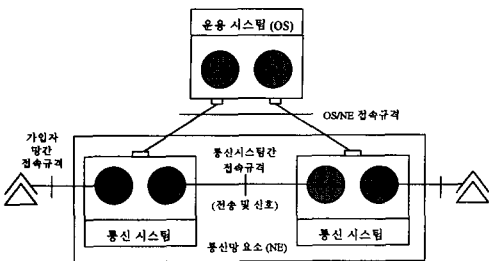 운용 시스템 (OS)
OS/NE 접속규격
가입자
망간
접속규격
통신시스템간
접속규격
(전송 및 신호)
통신 시스템
통신 시스템
통신망 요소 (NE)